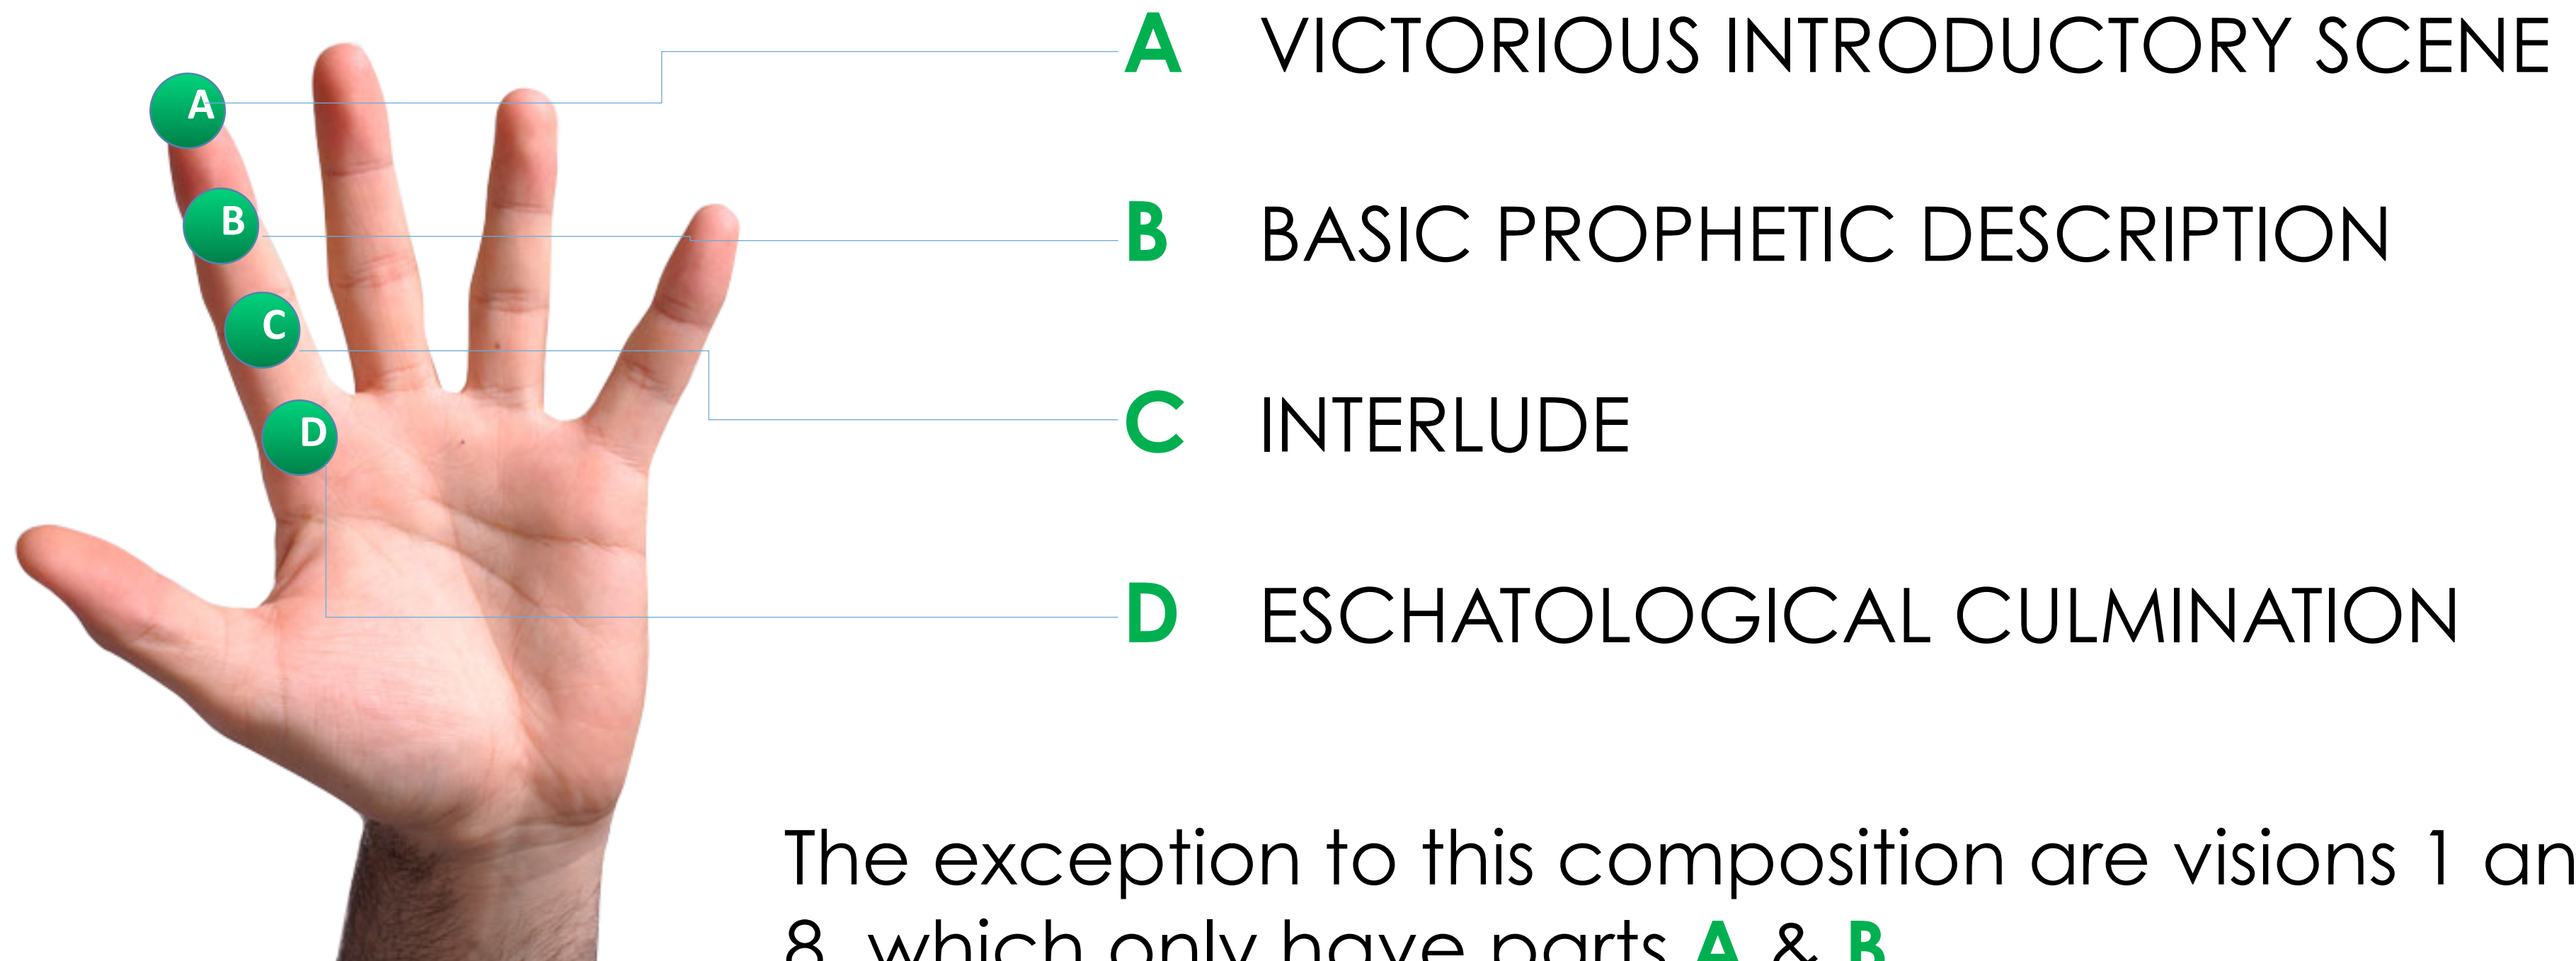 A VICTORIOUS INTRODUCTORY SCENE
A
B
B BASIC PROPHETIC DESCRIPTION
C
C INTERLUDE
D
D ESCHATOLOGICAL CULMINATION
The exception to this composition are visions 1 an
8, which only have parts A & B